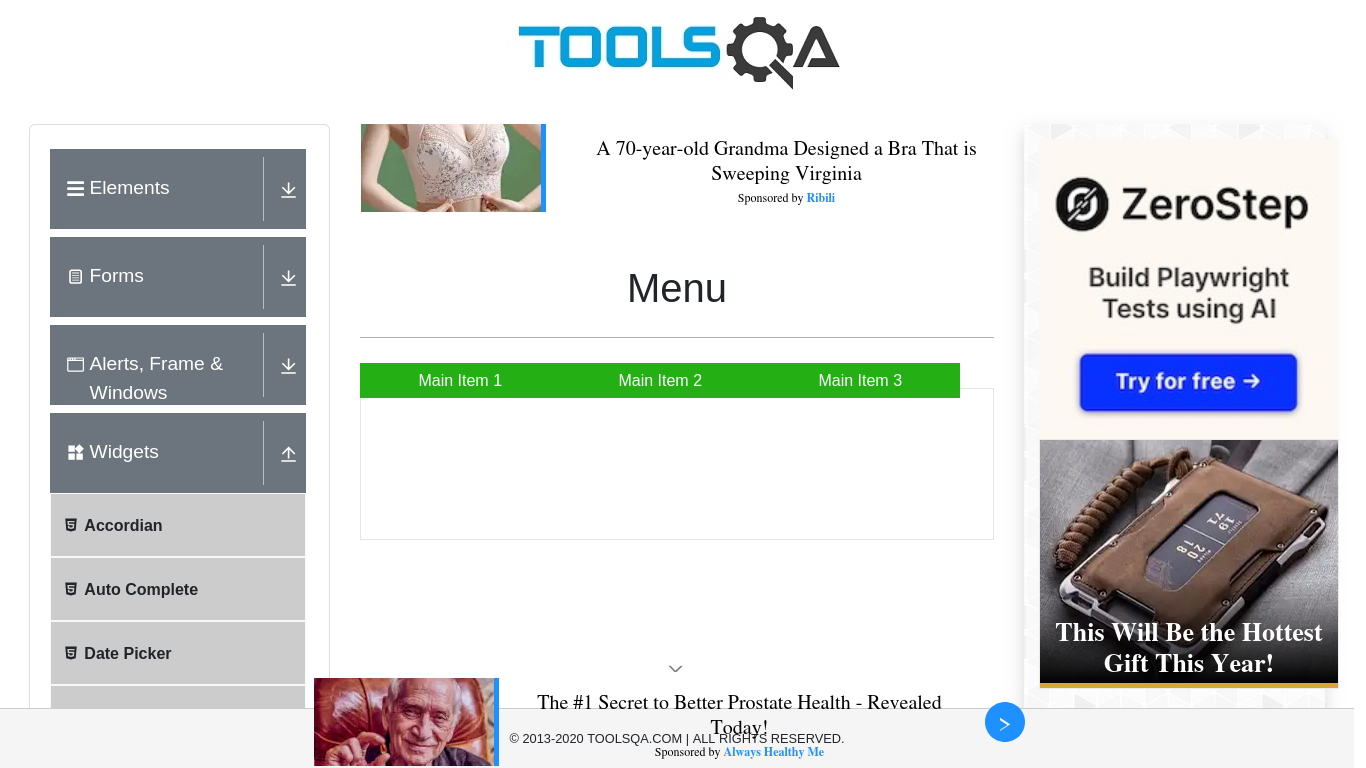 TOOLSQA
Elements
Forms
Alerts, Frame &
Windows
Widgets
Accordian
Auto Complete
Date Picker
A 70-year-old Grandma Designed a Bra That is
Sweeping Virginia
Sponsored by Ribili
Menu
Main Item 1
Main Item 2
Main Item 3
ZeroStep
Build Playwright
Tests using AI
Try for free →
1971
2018
This Will Be the Hottest
Gift This Year!
The #1 Secret to Better Prostate Health - Revealed
Today!
© 2013-2020 TOOLSQA.COM | ALL RIGHTS RESERVED.
Sponsored by Always Healthy Me